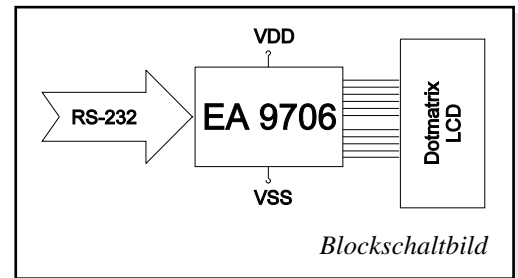 VDD
RS-232
EA 9706
Dotmatrix
LCD
VSS
Blockschaltbild